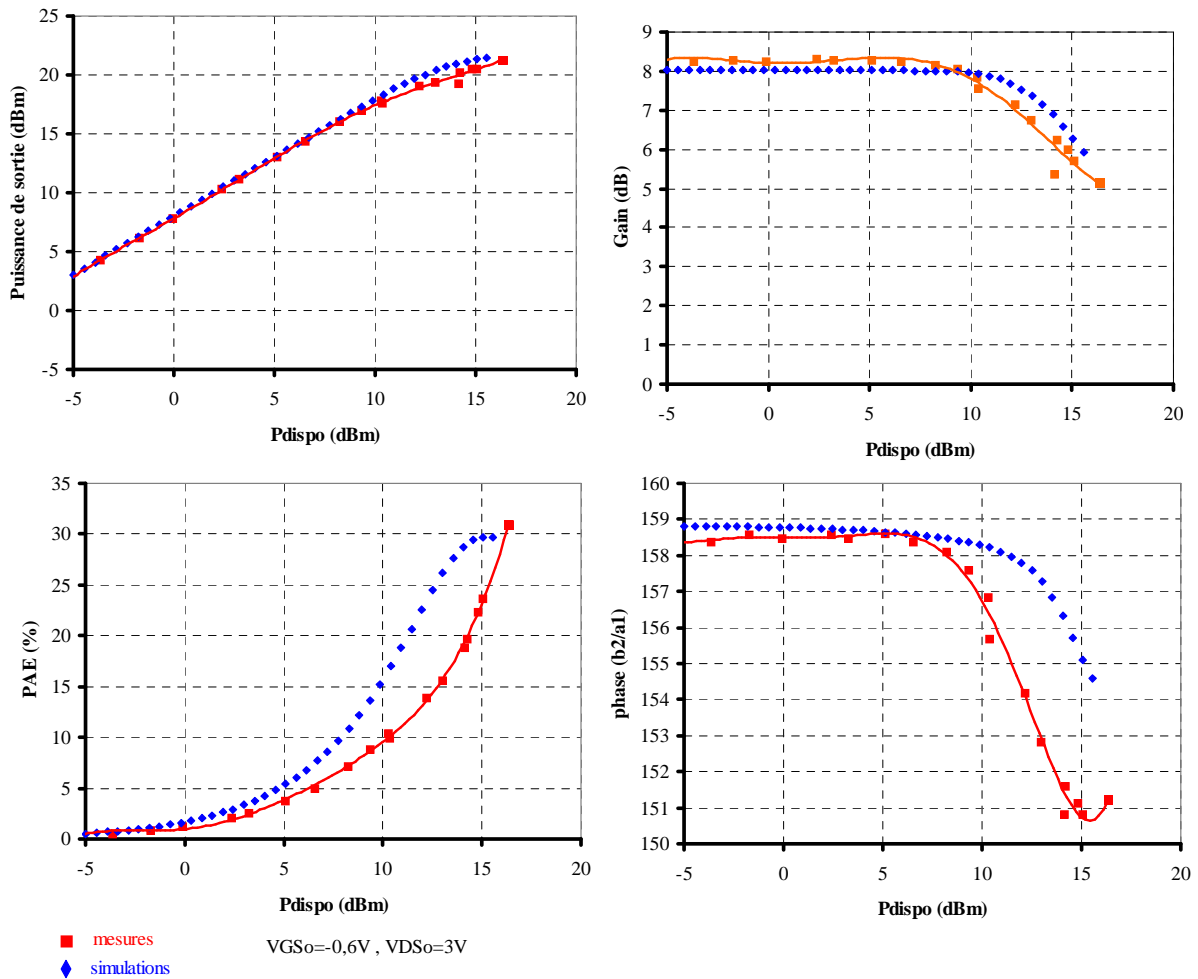 Puissance de sortie (dBm)
25
20
15
10
5
0
-5
-5 0 5 10 15 20
Pdispo (dBm)
Gain (dB)
9
8
7
6
5
4
3
2
1
0
-5 0 5 10 15 20
Pdispo (dBm)
PAE (%)
35
30
25
20
15
10
5
0
-5 0 5 10 15 20
Pdispo (dBm)
phase (b2/a1)
160
159
158
157
156
155
154
153
152
151
150
-5 0 5 10 15 20
Pdispo (dBm)
mesures
simulations
VGSo=-0,6V , VDSo=3V